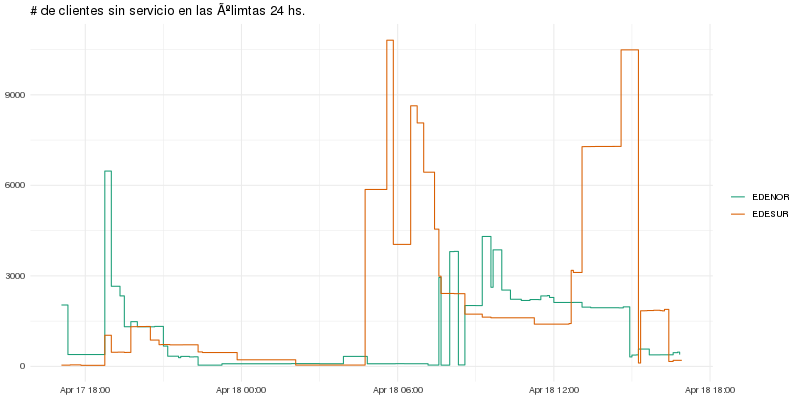 # de clientes sin servicio en las Ãºlimtas 24 hs.
9000
6000
3000
0
Apr 17 18:00
Apr 18 00:00
Apr 18 06:00
Apr 18 12:00
Apr 18 18:00
EDENOR
EDESUR